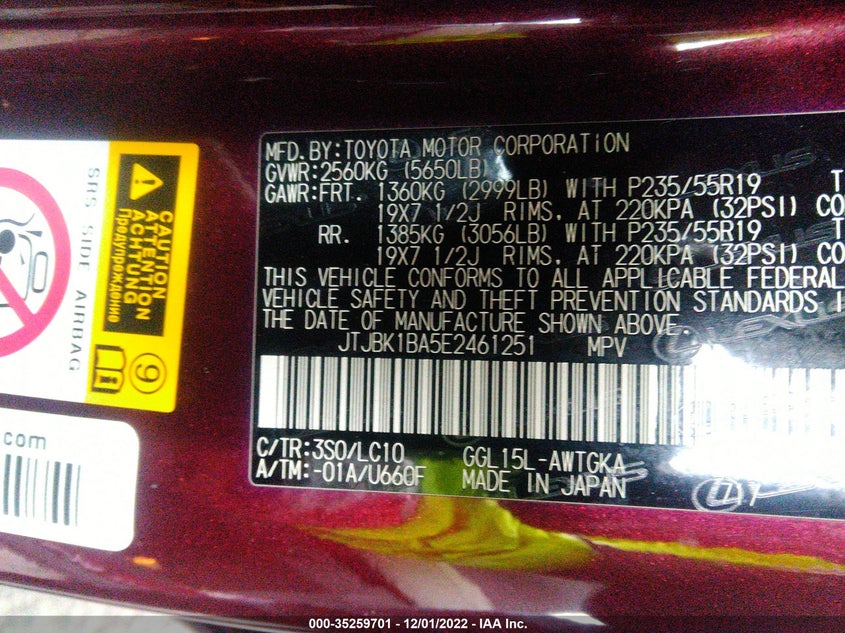 MFD.BY:TOYOTA MOTOR CORPORATION
GVWR:2560KG (5650LB)
GAWR:FRT. 1360KG (2999LB) WITH P235/55R19 T
19X7 1/2J RIMS, AT 220KPA (32PSI) CO
RR. 1385KG (3056LB) WITH P235/55R19 T
19X7 1/2J RIMS, AT 220KPA (32PSI) CO
THIS VEHICLE CONFORMS TO ALL APPLICABLE FEDERAL
VEHICLE SAFETY AND THEFT PREVENTION STANDARDS I
THE DATE OF MANUFACTURE SHOWN ABOVE.
JTJBK1BA5E2461251 MPV
C/TR:3S0/LC10 GGL15L-AWTGKA
A/TM:-01A/U660F MADE IN JAPAN
SRS SIDE AIRBAG
CAUTION
ATTENTION
ACHTUNG
Предупреждение
9
.com
000-35259701 - 12/01/2022 - IAA Inc.